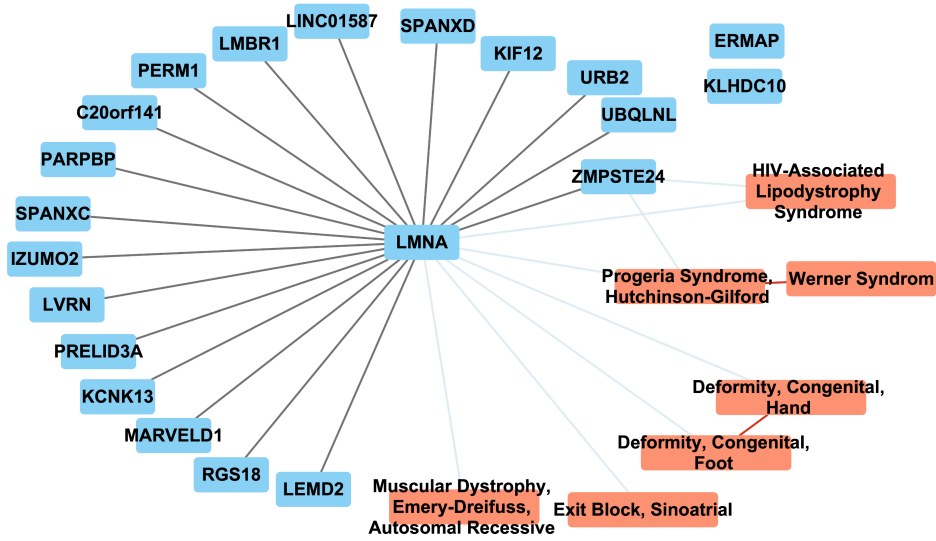 LINC01587
SPANXD
LMBR1
KIF12
ERMAP
PERM1
URB2
KLHDC10
C20orf141
UBQLNL
PARPBP
ZMPSTE24
HIV-Associated
Lipodystrophy
Syndrome
SPANXC
LMNA
IZUMO2
Progeria Syndrome,
Hutchinson-Gilford
Werner Syndrom
LVRN
PRELID3A
KCNK13
Deformity, Congenital,
Hand
MARVELD1
Deformity, Congenital,
Foot
RGS18
LEMD2
Muscular Dystrophy,
Emery-Dreifuss,
Autosomal Recessive
Exit Block, Sinoatrial